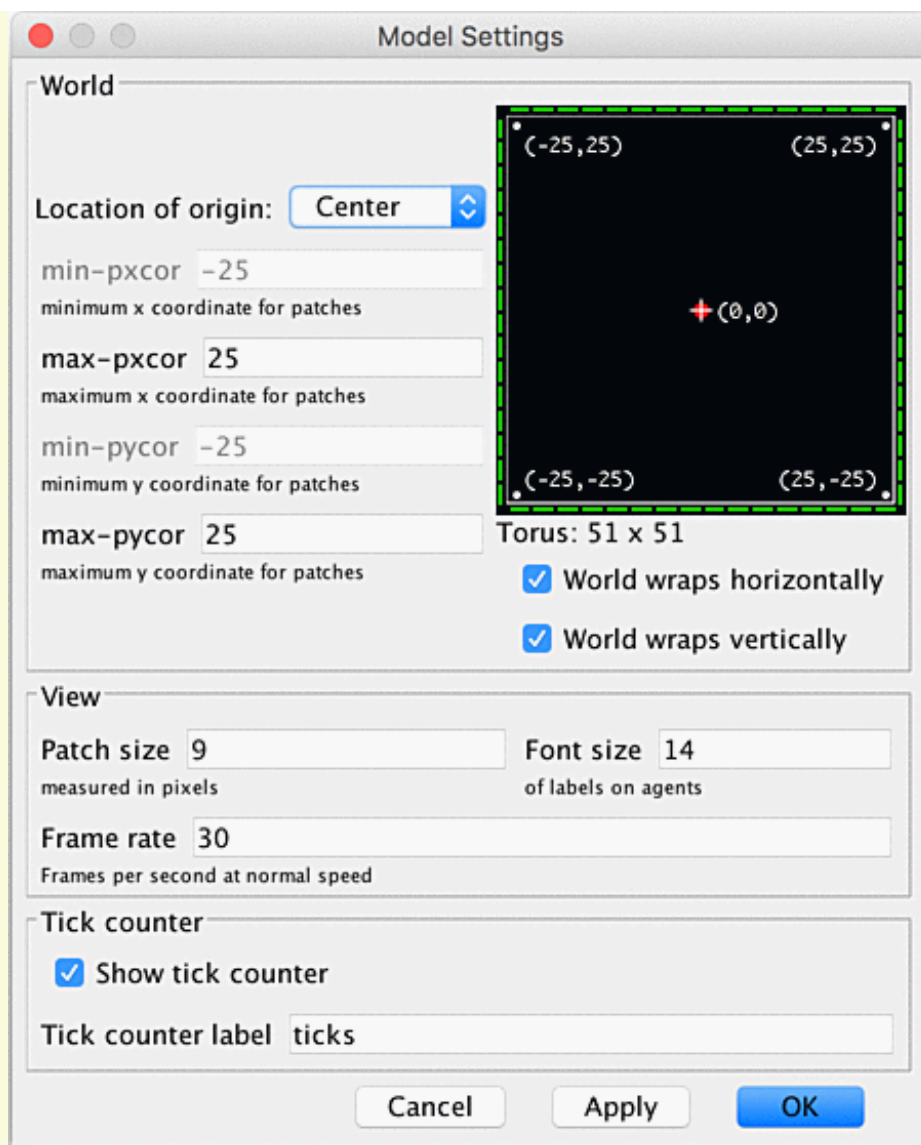 Model Settings
World
(-25,25) (25,25)
Location of origin: Center
min-pxcor -25
minimum x coordinate for patches
(0,0)
max-pxcor 25
maximum x coordinate for patches
min-pycor -25
minimum y coordinate for patches
(-25,-25) (25,-25)
max-pycor 25
maximum y coordinate for patches
Torus: 51 x 51
World wraps horizontally
World wraps vertically
View
Patch size 9 Font size 14
measured in pixels of labels on agents
Frame rate 30
Frames per second at normal speed
Tick counter
Show tick counter
Tick counter label ticks
Cancel Apply OK